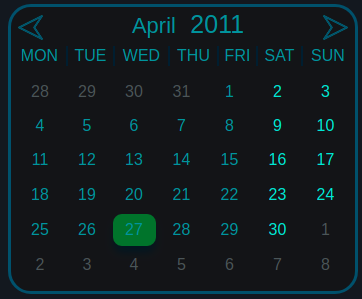 April 2011
MON TUE WED THU FRI SAT SUN
28 29 30 31 1 2 3
4 5 6 7 8 9 10
11 12 13 14 15 16 17
18 19 20 21 22 23 24
25 26 27 28 29 30 1
2 3 4 5 6 7 8